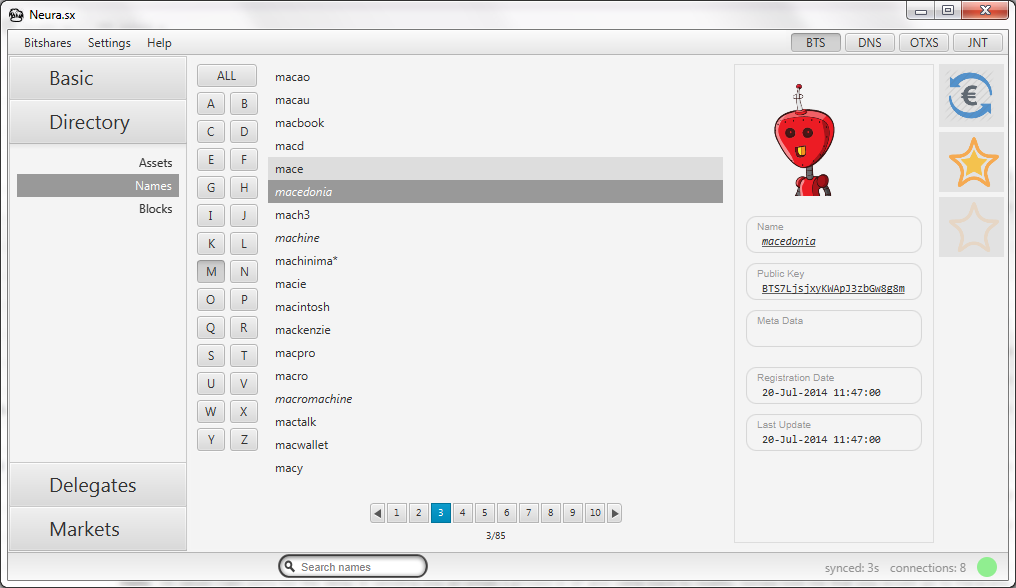 Neura.sx
Bitshares Settings Help
BTS DNS OTXS JNT
Basic
Directory
Assets
Names
Blocks
Delegates
Markets
ALL
A B
C D
E F
G H
I J
K L
M N
O P
Q R
S T
U V
W X
Y Z
macao
macau
macbook
macd
mace
macedonia
mach3
machine
machinima*
macie
macintosh
mackenzie
macpro
macro
macromachine
mactalk
macwallet
macy
1 2 3 4 5 6 7 8 9 10
3/85
€
Name
macedonia
Public Key
BTS7LjsjxyKWApJ3zbGw8g8m
Meta Data
Registration Date
20-Jul-2014 11:47:00
Last Update
20-Jul-2014 11:47:00
Search names
synced: 3s connections: 8